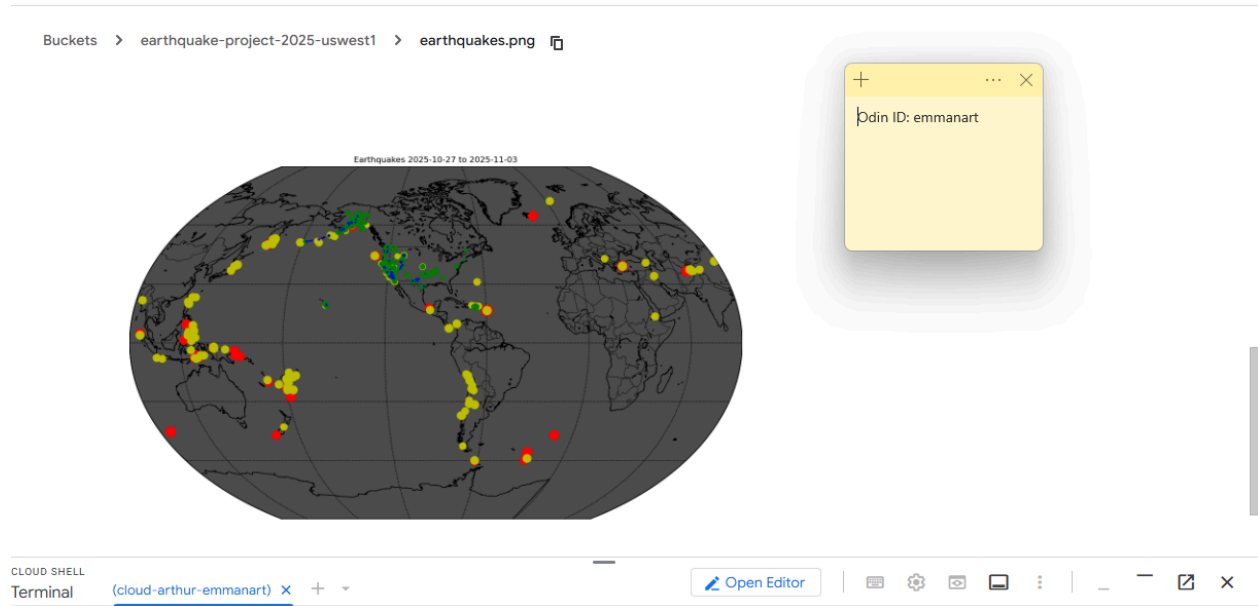 Buckets > earthquake-project-2025-uswest1 > earthquakes.png
Odin ID: emmanart
Earthquakes 2025-10-27 to 2025-11-03
CLOUD SHELL
Terminal
(cloud-arthur-emmanart)
Open Editor